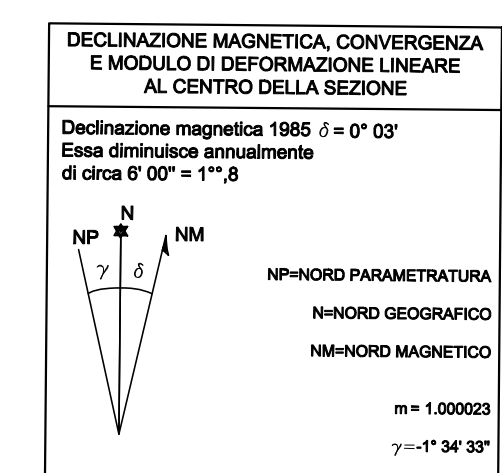 DECLINAZIONE MAGNETICA, CONVERGENZA
E MODULO DI DEFORMAZIONE LINEARE
AL CENTRO DELLA SEZIONE
Declinazione magnetica 1985 δ = 0° 03'
Essa diminuisce annualmente
di circa 6' 00" = 1°°,8
N
NP
NM
γ δ
NP=NORD PARAMETRATURA
N=NORD GEOGRAFICO
NM=NORD MAGNETICO
m = 1.000023
γ=-1° 34' 33"